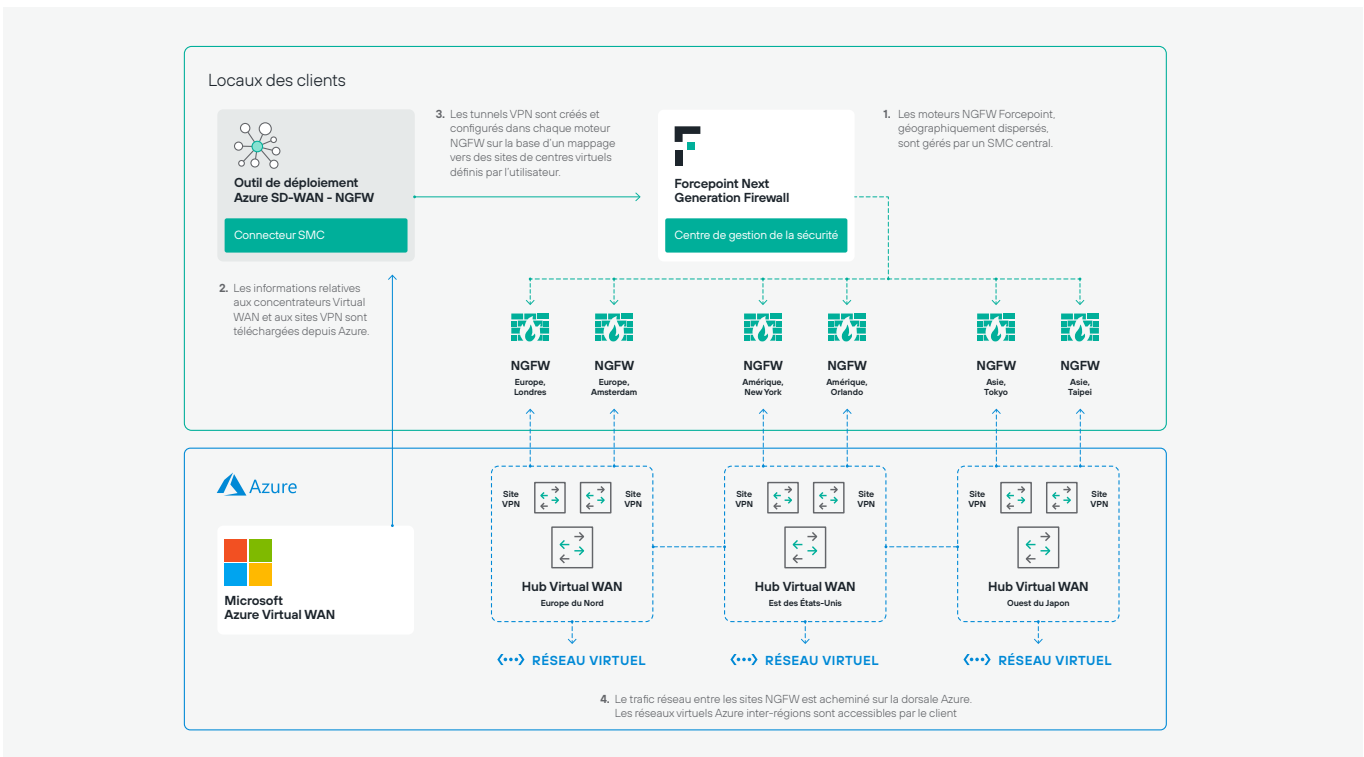 Locaux des clients
Outil de déploiement
Azure SD-WAN - NGFW
Connecteur SMC
3. Les tunnels VPN sont créés et
configurés dans chaque moteur
NGFW sur la base d'un mappage
vers des sites de centres virtuels
définis par l'utilisateur.
Forcepoint Next
Generation Firewall
Centre de gestion de la sécurité
1. Les moteurs NGFW Forcepoint,
géographiquement dispersés,
sont gérés par un SMC central.
2. Les informations relatives
aux concentrateurs Virtual
WAN et aux sites VPN sont
téléchargées depuis Azure.
NGFW
Europe,
Londres
NGFW
Europe,
Amsterdam
NGFW
Amérique,
New York
NGFW
Amérique,
Orlando
NGFW
Asie,
Tokyo
NGFW
Asie,
Taipei
Azure
Microsoft
Azure Virtual WAN
Site
VPN
Site
VPN
Hub Virtual WAN
Europe du Nord
RÉSEAU VIRTUEL
Site
VPN
Site
VPN
Hub Virtual WAN
Est des États-Unis
RÉSEAU VIRTUEL
Site
VPN
Site
VPN
Hub Virtual WAN
Ouest du Japon
RÉSEAU VIRTUEL
4. Le trafic réseau entre les sites NGFW est acheminé sur la dorsale Azure.
Les réseaux virtuels Azure inter-régions sont accessibles par le client